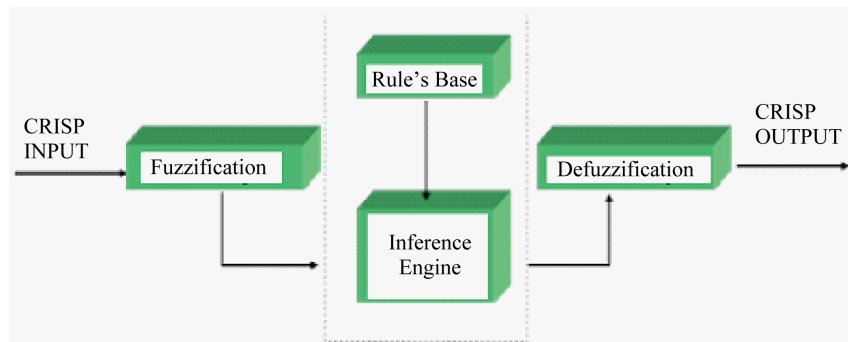 CRISP
INPUT
Fuzzification
Rule's Base
Inference
Engine
Defuzzification
CRISP
OUTPUT